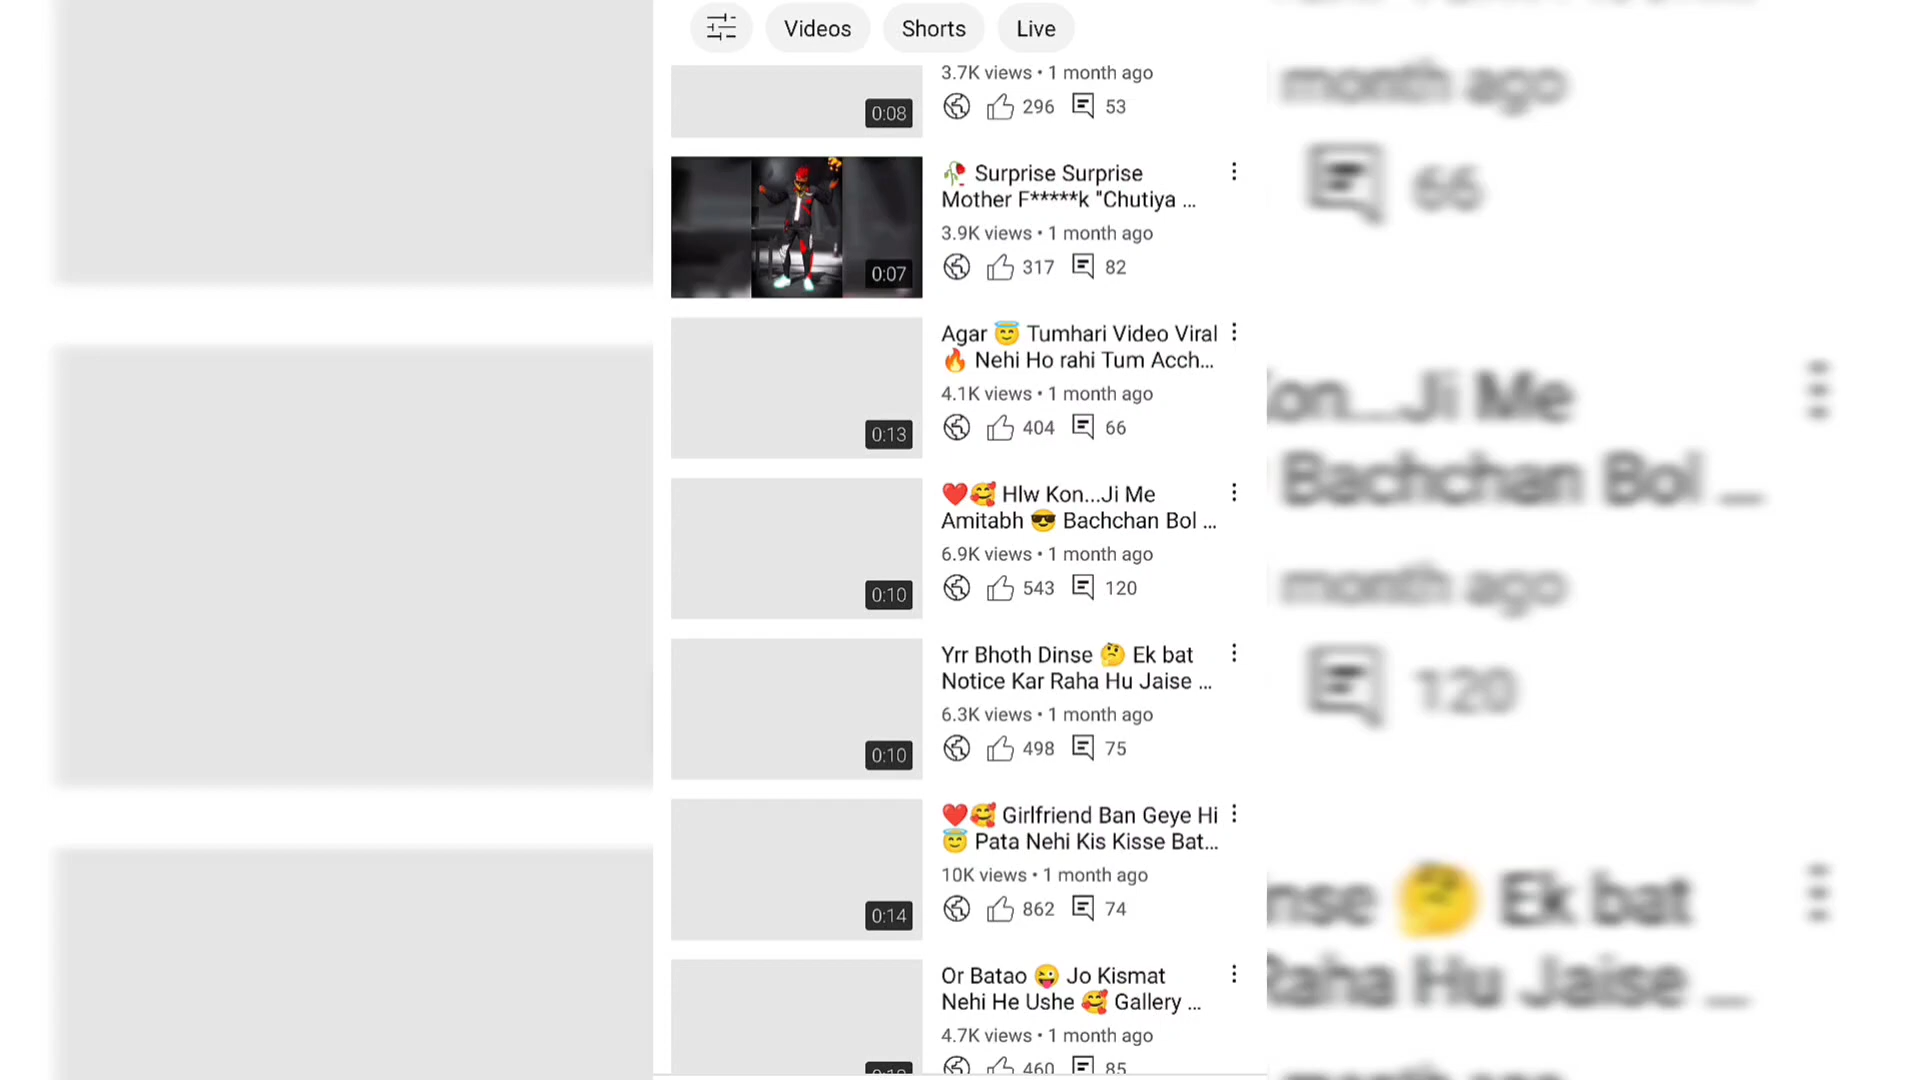 Videos Shorts Live
3.7K views • 1 month ago
0:08
296 53
🥀 Surprise Surprise
Mother F*****k "Chutiya ...
3.9K views • 1 month ago
0:07
317 82
Agar 😇 Tumhari Video Viral
🔥 Nehi Ho rahi Tum Acch...
4.1K views • 1 month ago
0:13
404 66
❤️🥰 Hlw Kon...Ji Me
Amitabh 😎 Bachchan Bol ...
6.9K views • 1 month ago
0:10
543 120
Yrr Bhoth Dinse 🤔 Ek bat
Notice Kar Raha Hu Jaise ...
6.3K views • 1 month ago
0:10
498 75
❤️🥰 Girlfriend Ban Geye Hi
😇 Pata Nehi Kis Kisse Bat...
10K views • 1 month ago
0:14
862 74
Or Batao 😜 Jo Kismat
Nehi He Ushe 🥰 Gallery ...
4.7K views • 1 month ago
460 85
month ago
66
Kon...Ji Me
Bachchan Bol ...
month ago
120
Ek bat
Raha Hu Jaise ...